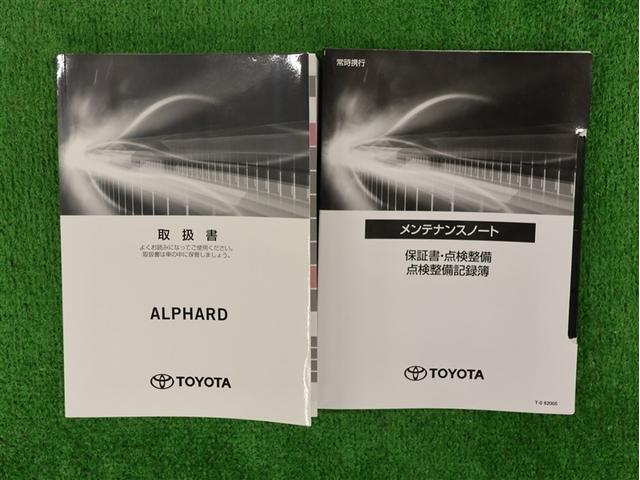 取扱書
よくお読みになってご使用ください。
取扱書は車の中に保管しましょう。
ALPHARD
TOYOTA
常時携行
メンテナンスノート
保証書・点検整備
点検整備記録簿
TOYOTA